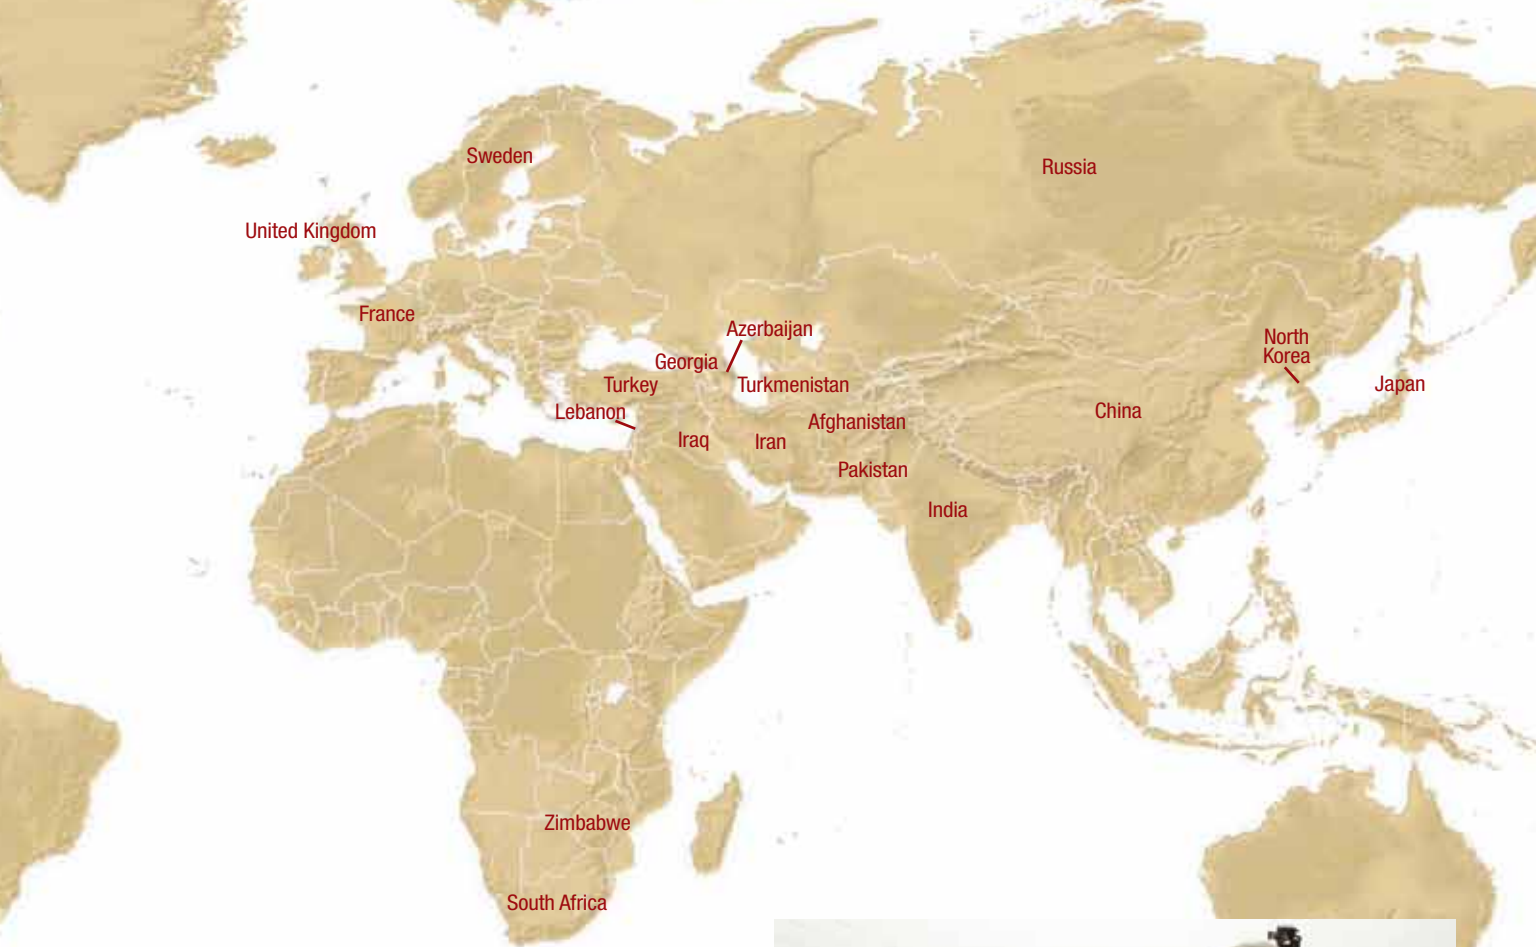 Sweden
Russia
United Kingdom
France
Azerbaijan
North
Korea
Georgia
Turkey
Turkmenistan
Japan
Lebanon
China
Afghanistan
Iraq
Iran
Pakistan
India
Zimbabwe
South Africa